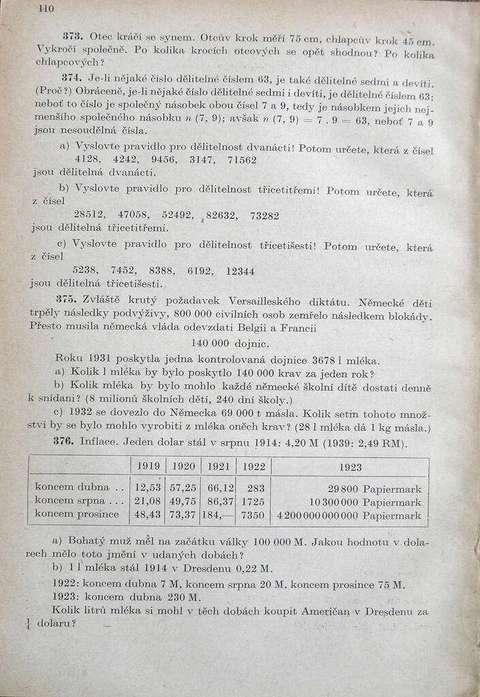 110
373. Otec kráčí se synem. Otcův krok měří 75 cm, chlapcův krok 45 cm.
Vykročí společně. Po kolika krocích otcových se opět shodnou? Po kolika
chlapcových?
374. Je-li nějaké číslo dělitelné číslem 63, je také dělitelné sedmi a devíti.
(Proč?) Obráceně, je-li nějaké číslo dělitelné sedmi i devíti, je dělitelné číslem 63;
neboť to číslo je společný násobek obou čísel 7 a 9, tedy je násobkem jejich nej-
menšího společného násobku n (7, 9); avšak n (7, 9) = 7 . 9 = 63, neboť 7 a 9
jsou nesoudělná čísla.
a) Vyslovte pravidlo pro dělitelnost dvanácti! Potom určete, která z čísel
4128, 4242, 9456, 3147, 71562
jsou dělitelná dvanácti.
b) Vyslovte pravidlo pro dělitelnost třicetitřemi! Potom určete, která
z čísel
28512, 47058, 52492, 82632, 73282
jsou dělitelná třicetitřemi.
c) Vyslovte pravidlo pro dělitelnost třicetišesti! Potom určete, která
z čísel
5238, 7452, 8388, 6192, 12344
jsou dělitelná třicetišesti.
375. Zvláště krutý požadavek Versailleského diktátu. Německé děti
trpěly následky podvýživy, 800 000 civilních osob zemřelo následkem blokády.
Přesto musila německá vláda odevzdati Belgii a Francii
140 000 dojnic.
Roku 1931 poskytla jedna kontrolovaná dojnice 3678 l mléka.
a) Kolik l mléka by bylo poskytlo 140 000 krav za jeden rok?
b) Kolik mléka by bylo mohlo každé německé školní dítě dostati denně
k snídani? (8 milionů školních dětí, 240 dní školy.)
c) 1932 se dovezlo do Německa 69 000 t másla. Kolik setin tohoto množ-
ství by se bylo mohlo vyrobiti z mléka oněch krav? (28 l mléka dá 1 kg másla.)
376. Inflace. Jeden dolar stál v srpnu 1914: 4,20 M (1939: 2,49 RM).
1919 1920 1921 1922 1923
koncem dubna . . 12,53 57,25 66,12 283 29 800 Papiermark
koncem srpna . . . 21,08 49,75 86,37 1725 10 300 000 Papiermark
koncem prosince 48,43 73,37 184,— 7350 4 200 000 000 000 Papiermark
a) Bohatý muž měl na začátku války 100 000 M. Jakou hodnotu v dola-
rech mělo toto jmění v udaných dobách?
b) 1 l mléka stál 1914 v Dresdenu 0,22 M.
1922: koncem dubna 7 M, koncem srpna 20 M, koncem prosince 75 M.
1923: koncem dubna 230 M.
Kolik litrů mléka si mohl v těch dobách koupit Američan v Dresdenu za
dolaru?